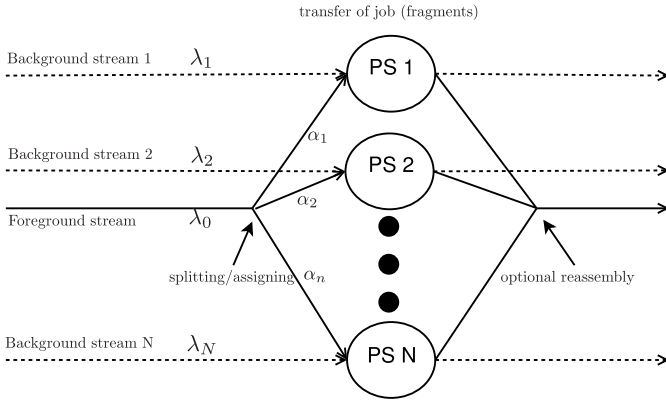 transfer of job (fragments)
Background stream 1 λ₁
PS 1
α₁
Background stream 2 λ₂
PS 2
α₂
Foreground stream λ₀
splitting/assigning αₙ
optional reassembly
Background stream N λ_N
PS N